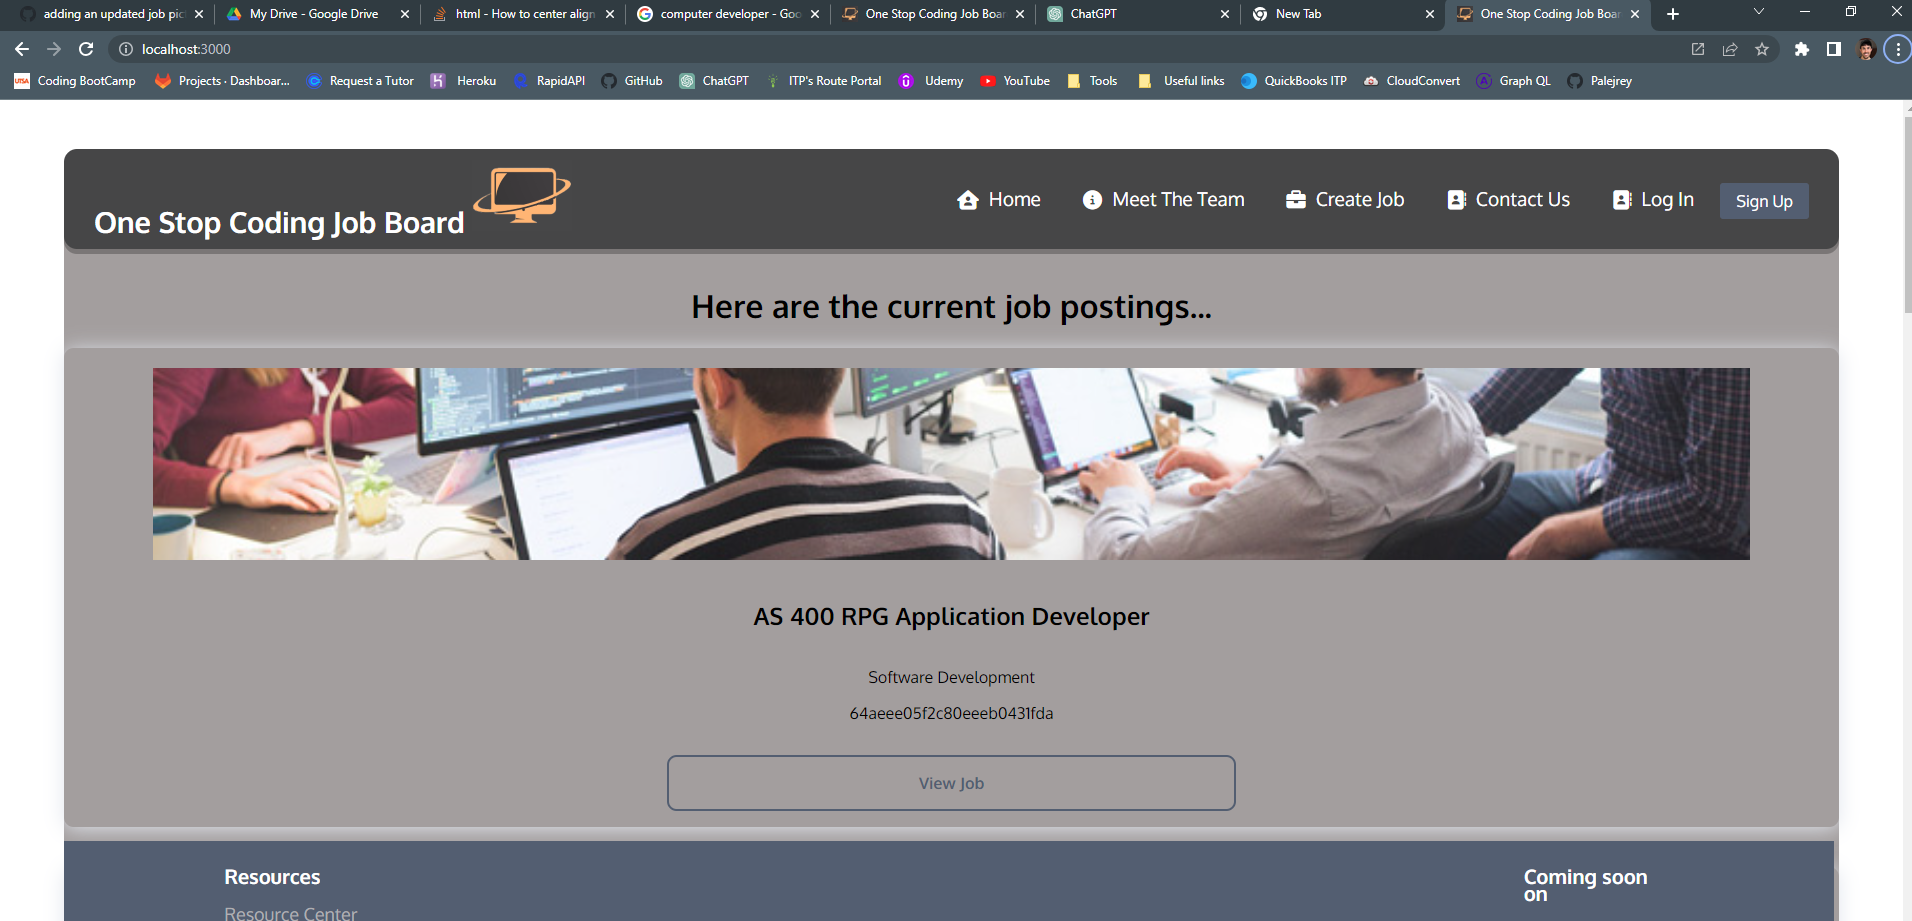 adding an updated job pic
My Drive - Google Drive
html - How to center align
computer developer - Goo
One Stop Coding Job Boar
ChatGPT
New Tab
One Stop Coding Job Boar
localhost:3000
Coding BootCamp
Projects · Dashboar...
Request a Tutor
Heroku
RapidAPI
GitHub
ChatGPT
ITP's Route Portal
Udemy
YouTube
Tools
Useful links
QuickBooks ITP
CloudConvert
Graph QL
Palejrey
One Stop Coding Job Board
Home
Meet The Team
Create Job
Contact Us
Log In
Sign Up
Here are the current job postings...
AS 400 RPG Application Developer
Software Development
64aeee05f2c80eeeb0431fda
View Job
Resources
Coming soon
on
Resource Center